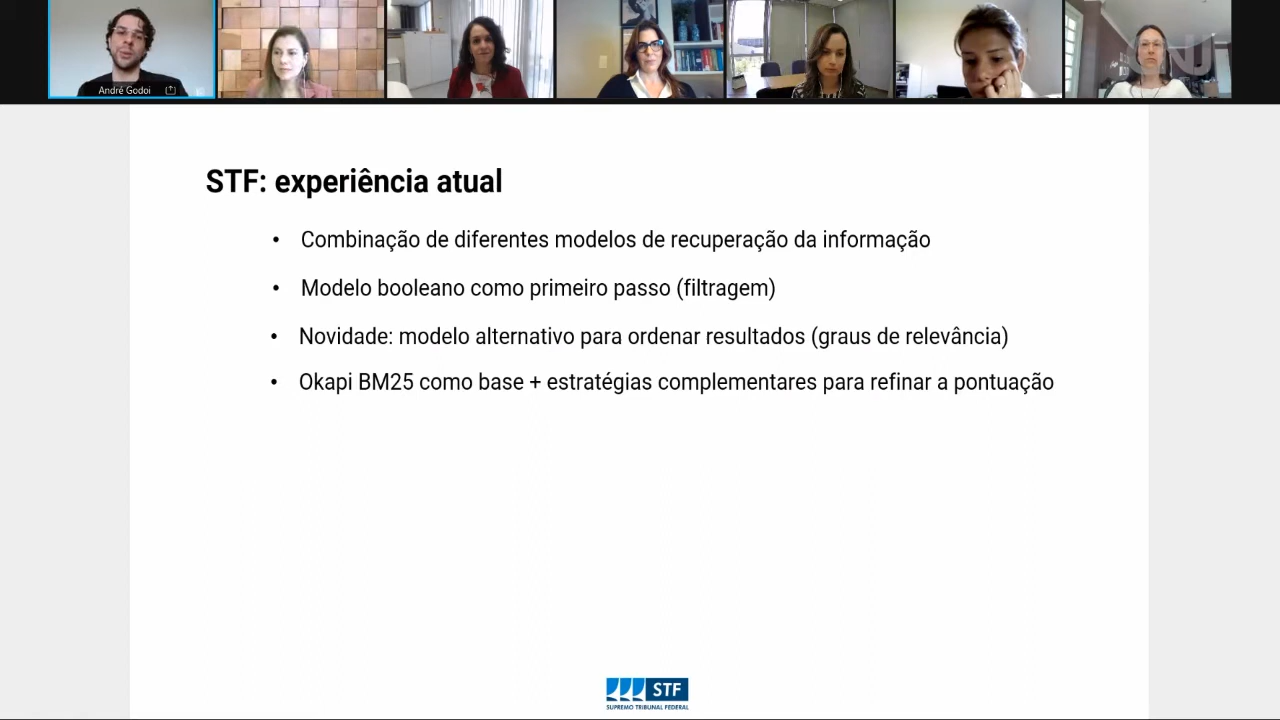 André Godoi
CNJ
STF: experiência atual
• Combinação de diferentes modelos de recuperação da informação
• Modelo booleano como primeiro passo (filtragem)
• Novidade: modelo alternativo para ordenar resultados (graus de relevância)
• Okapi BM25 como base + estratégias complementares para refinar a pontuação
STF
SUPREMO TRIBUNAL FEDERAL